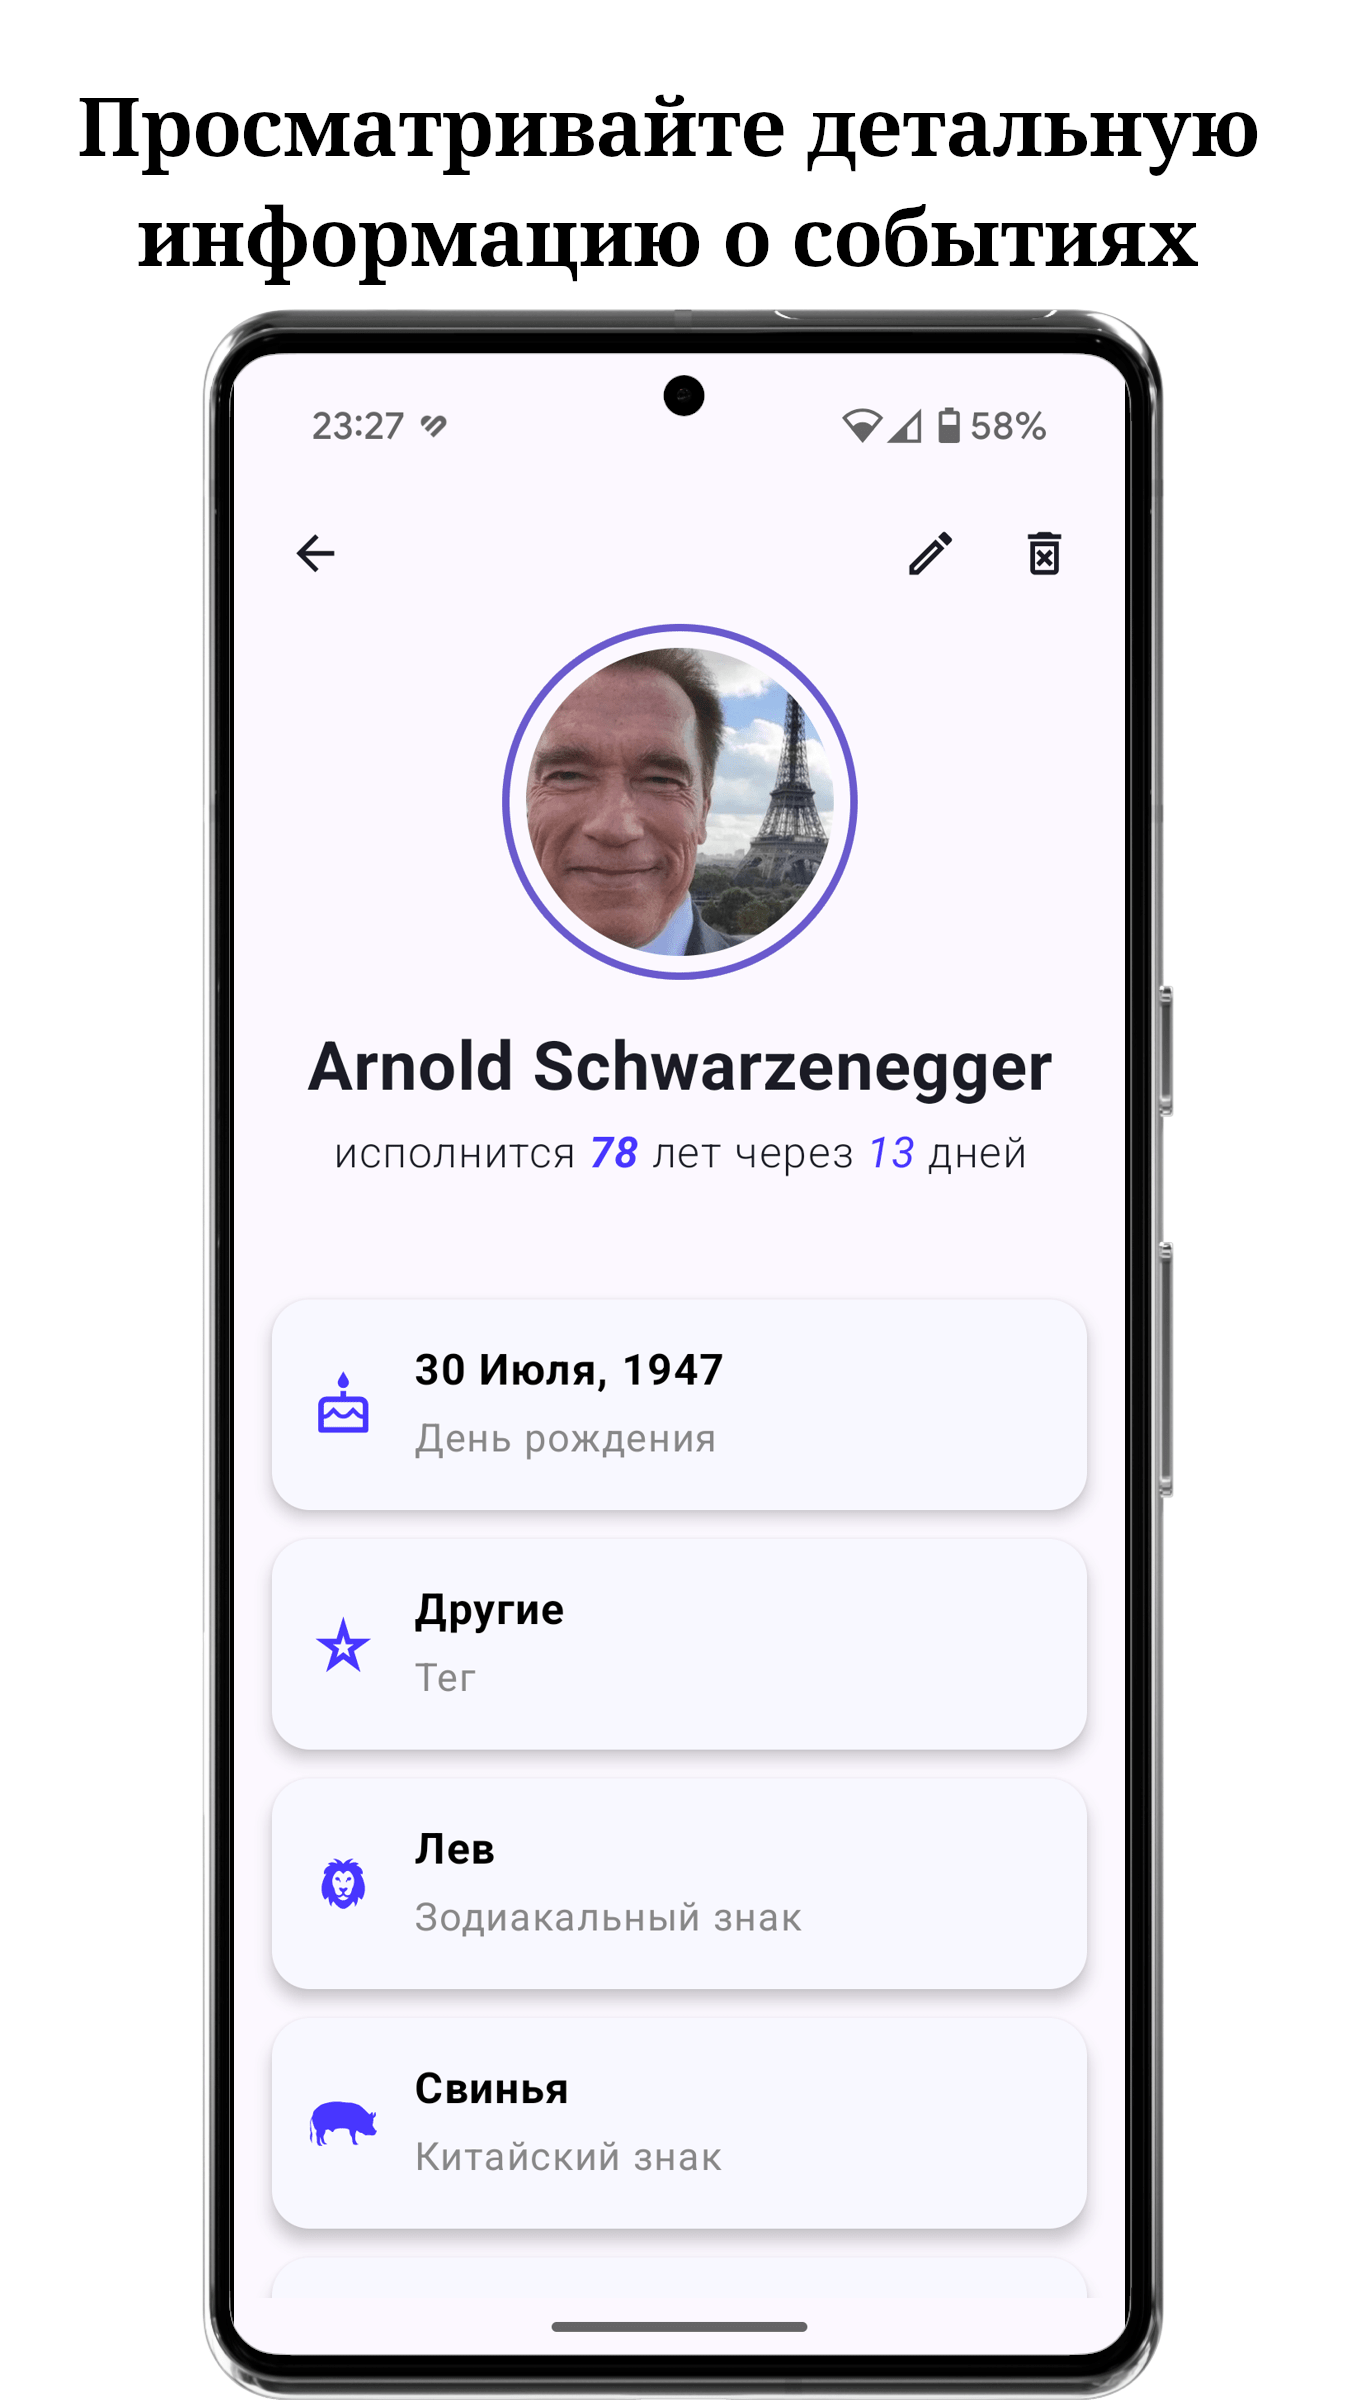 Просматривайте детальную
информацию о событиях
23:27 58%
Arnold Schwarzenegger
исполнится 78 лет через 13 дней
30 Июля, 1947
День рождения
Другие
Тег
Лев
Зодиакальный знак
Свинья
Китайский знак